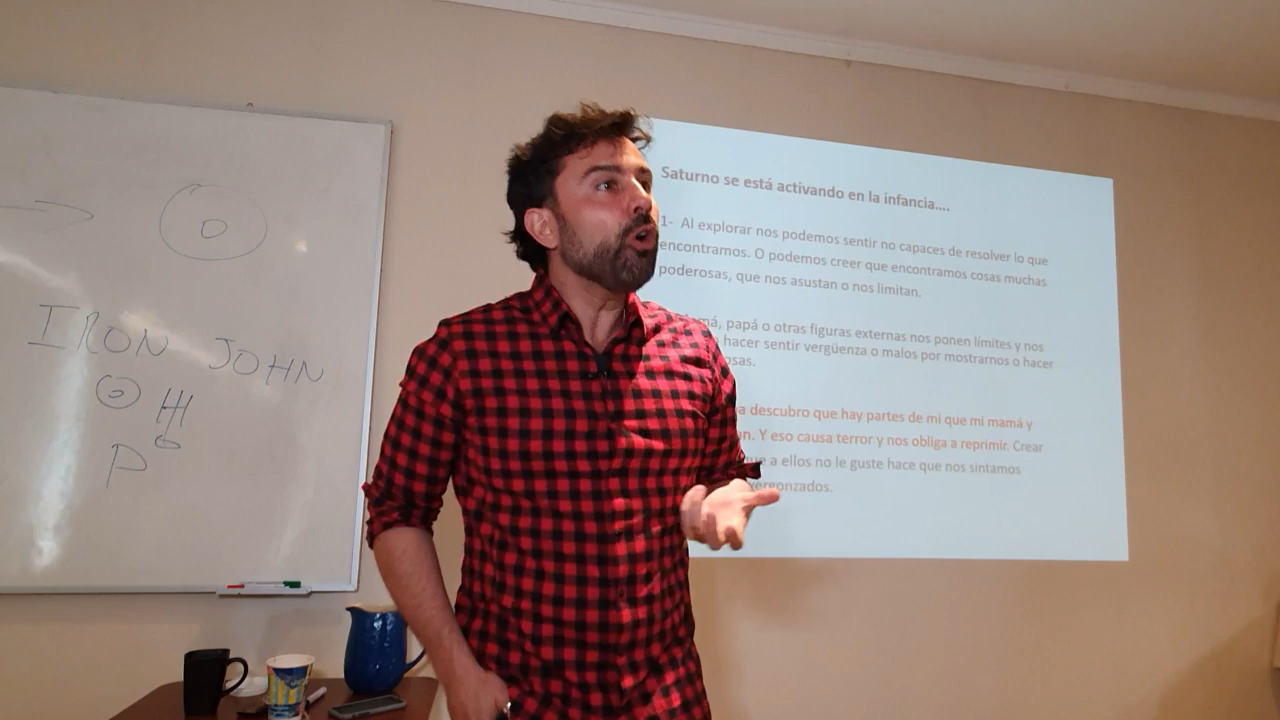 IRON JOHN
P
Saturno se está activando en la infancia....
1- Al explorar nos podemos sentir no capaces de resolver lo que
encontramos. O podemos creer que encontramos cosas muchas
poderosas, que nos asustan o nos limitan.
papá o otras figuras externas nos ponen límites y nos
hacer sentir vergüenza o malos por mostrarnos o hacer
descubro que hay partes de mi que mi mamá y
Y eso causa terror y nos obliga a reprimir. Crear
a ellos no le guste hace que nos sintamos